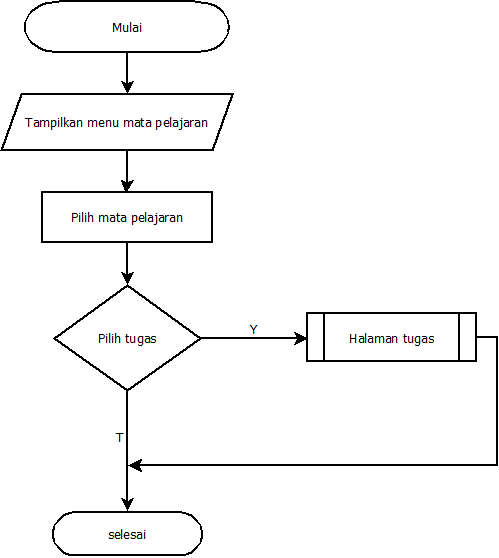 Mulai
Tampilkan menu mata pelajaran
Pilih mata pelajaran
Pilih tugas
Y
Halaman tugas
T
selesai